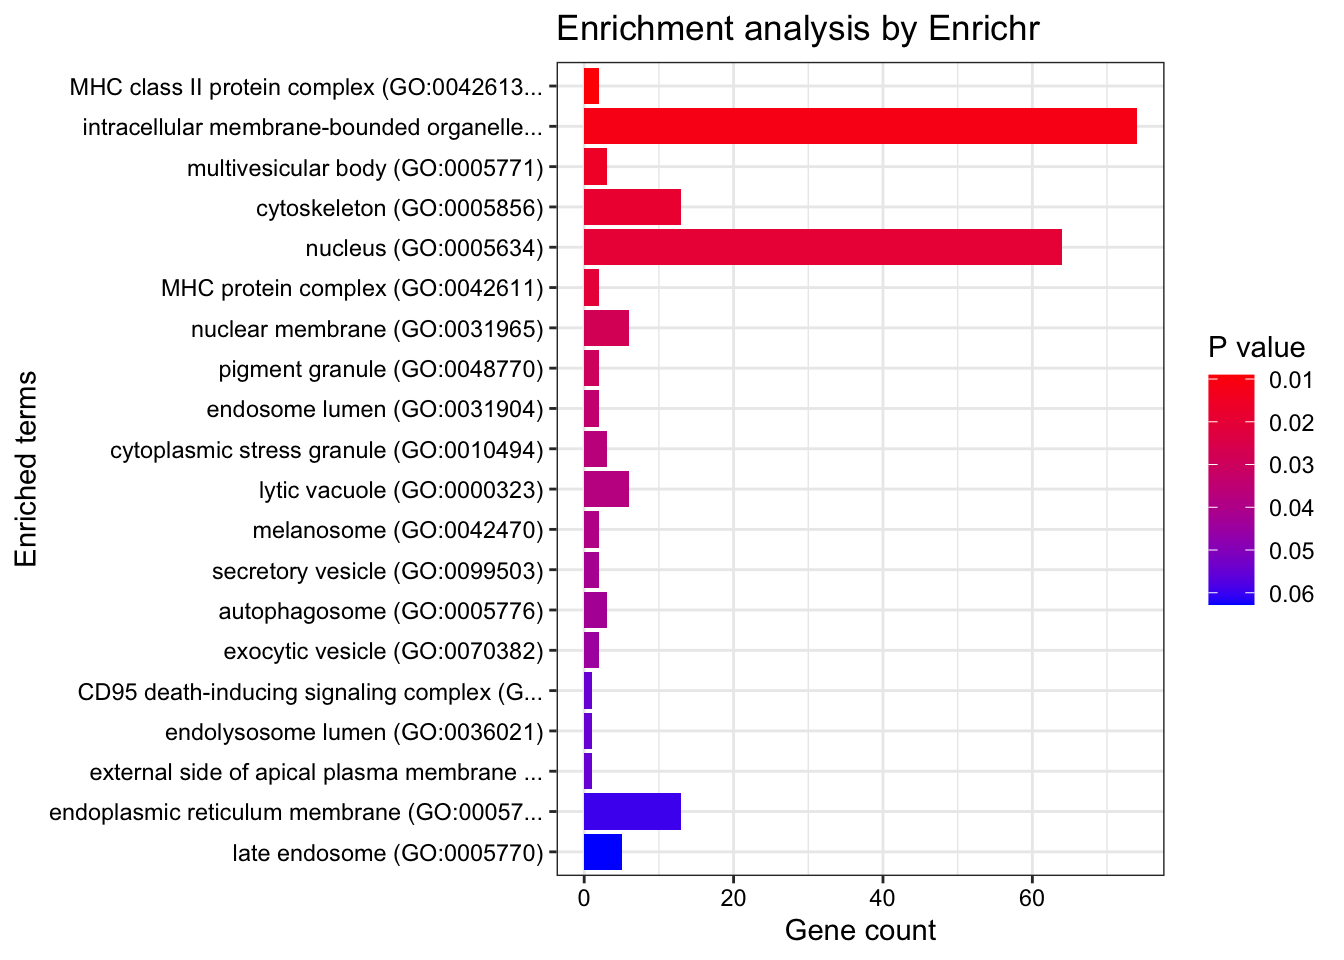 Enrichment analysis by Enrichr
MHC class II protein complex (GO:0042613...
intracellular membrane-bounded organelle...
multivesicular body (GO:0005771)
cytoskeleton (GO:0005856)
nucleus (GO:0005634)
MHC protein complex (GO:0042611)
nuclear membrane (GO:0031965)
pigment granule (GO:0048770)
endosome lumen (GO:0031904)
cytoplasmic stress granule (GO:0010494)
lytic vacuole (GO:0000323)
melanosome (GO:0042470)
secretory vesicle (GO:0099503)
autophagosome (GO:0005776)
exocytic vesicle (GO:0070382)
CD95 death-inducing signaling complex (G...
endolysosome lumen (GO:0036021)
external side of apical plasma membrane ...
endoplasmic reticulum membrane (GO:00057...
late endosome (GO:0005770)
Enriched terms
0 20 40 60
Gene count
P value
0.01
0.02
0.03
0.04
0.05
0.06